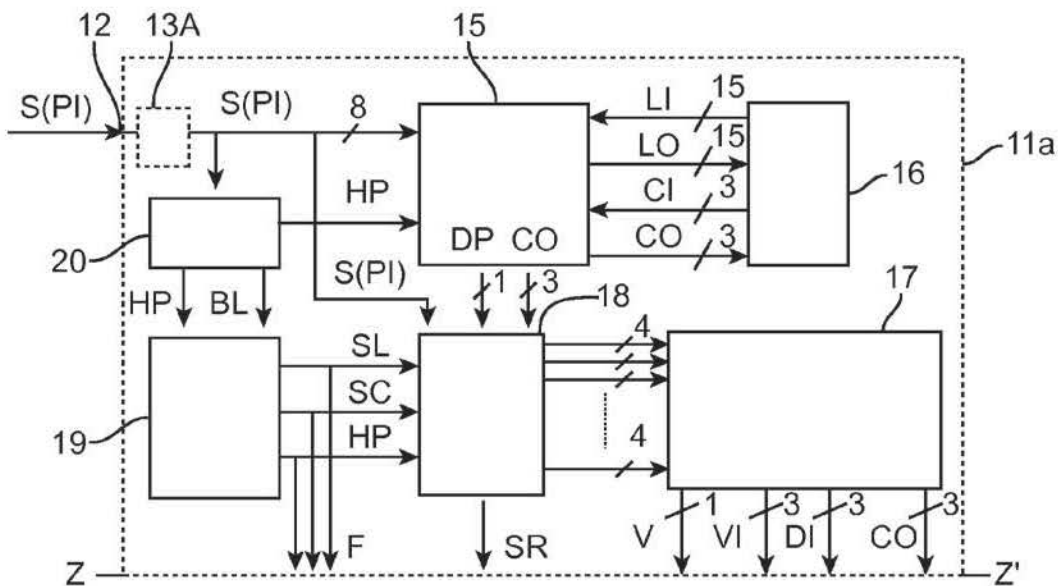 12
13A
15
S(PI)
S(PI)
8
LI
15
LO
15
CI
3
CO
3
11a
16
HP
DP
CO
20
S(PI)
1
3
18
17
HP
BL
SL
SC
HP
4
4
19
F
SR
V
1
VI
3
DI
3
CO
3
Z
Z'